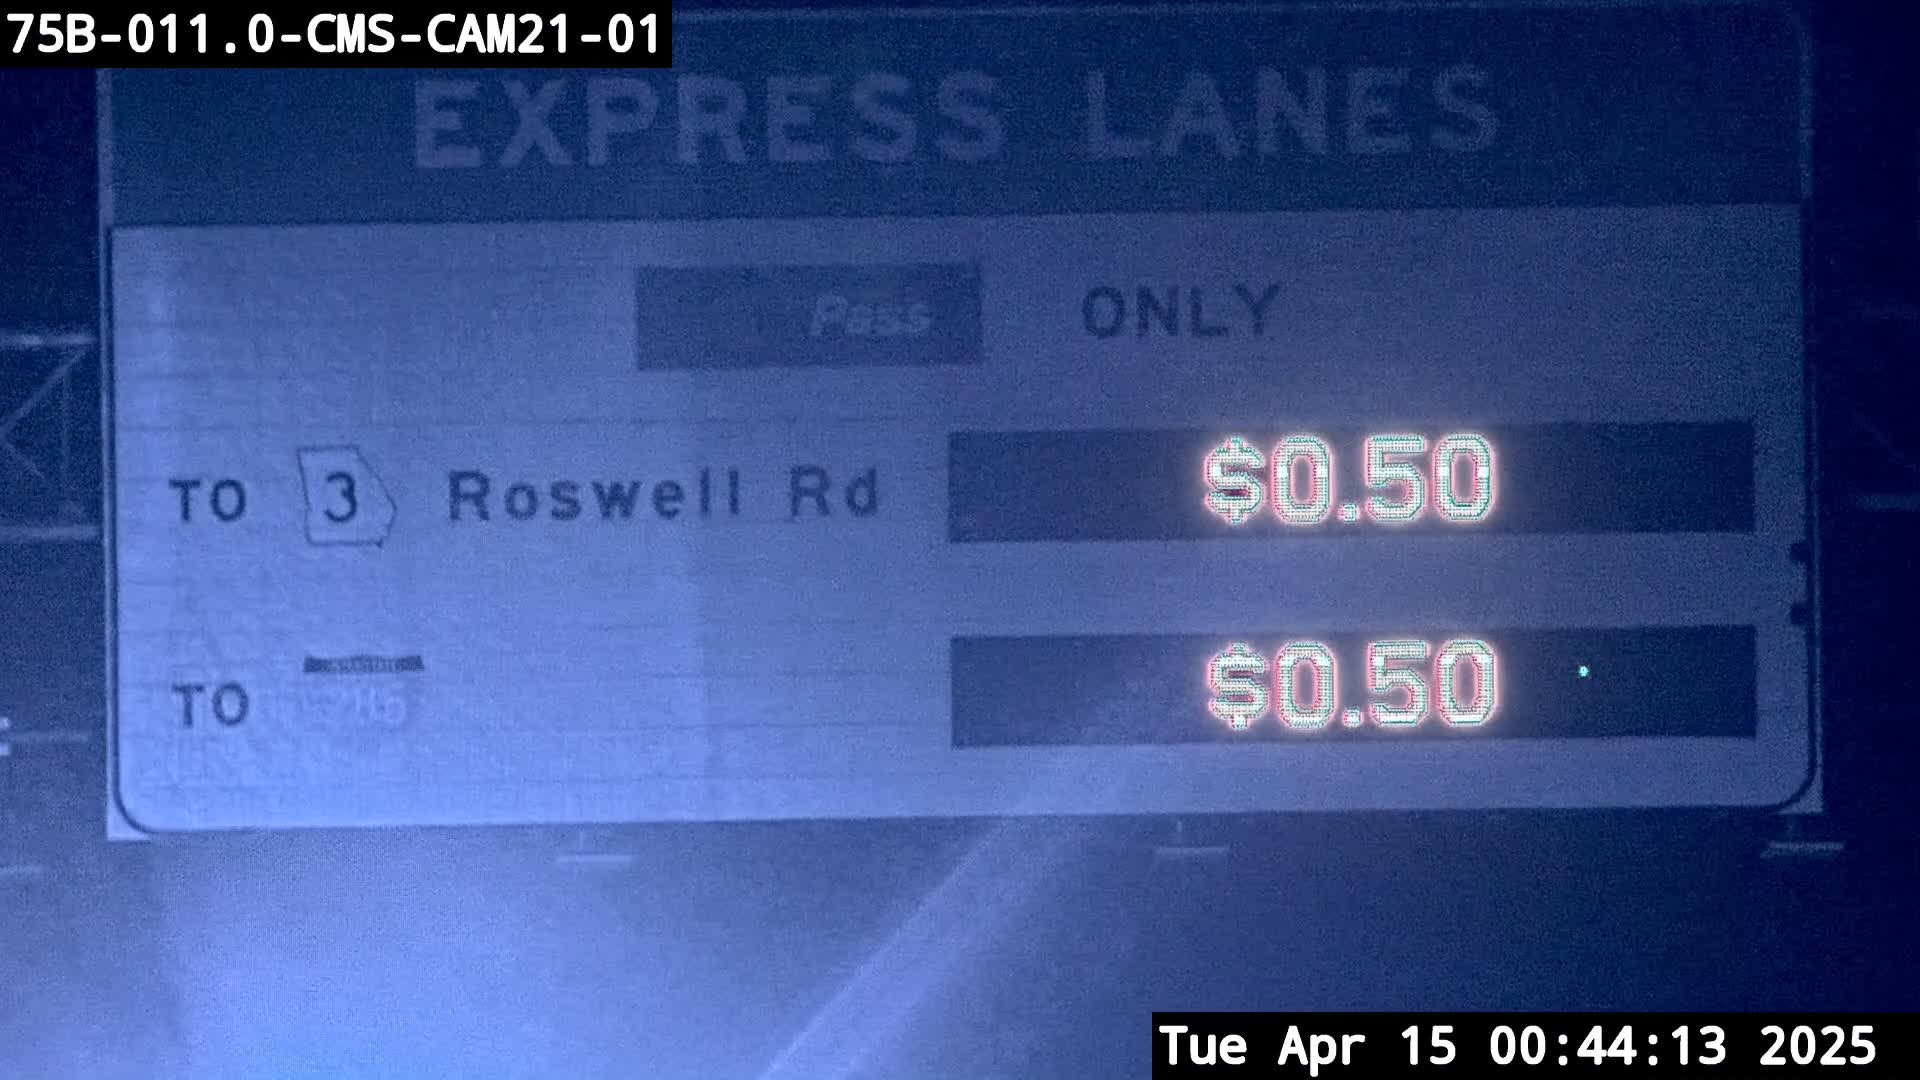 75B-011.0-CMS-CAM21-01
EXPRESS LANES
Pass ONLY
TO 3 Roswell Rd $0.50
TO 285 $0.50
Tue Apr 15 00:44:13 2025